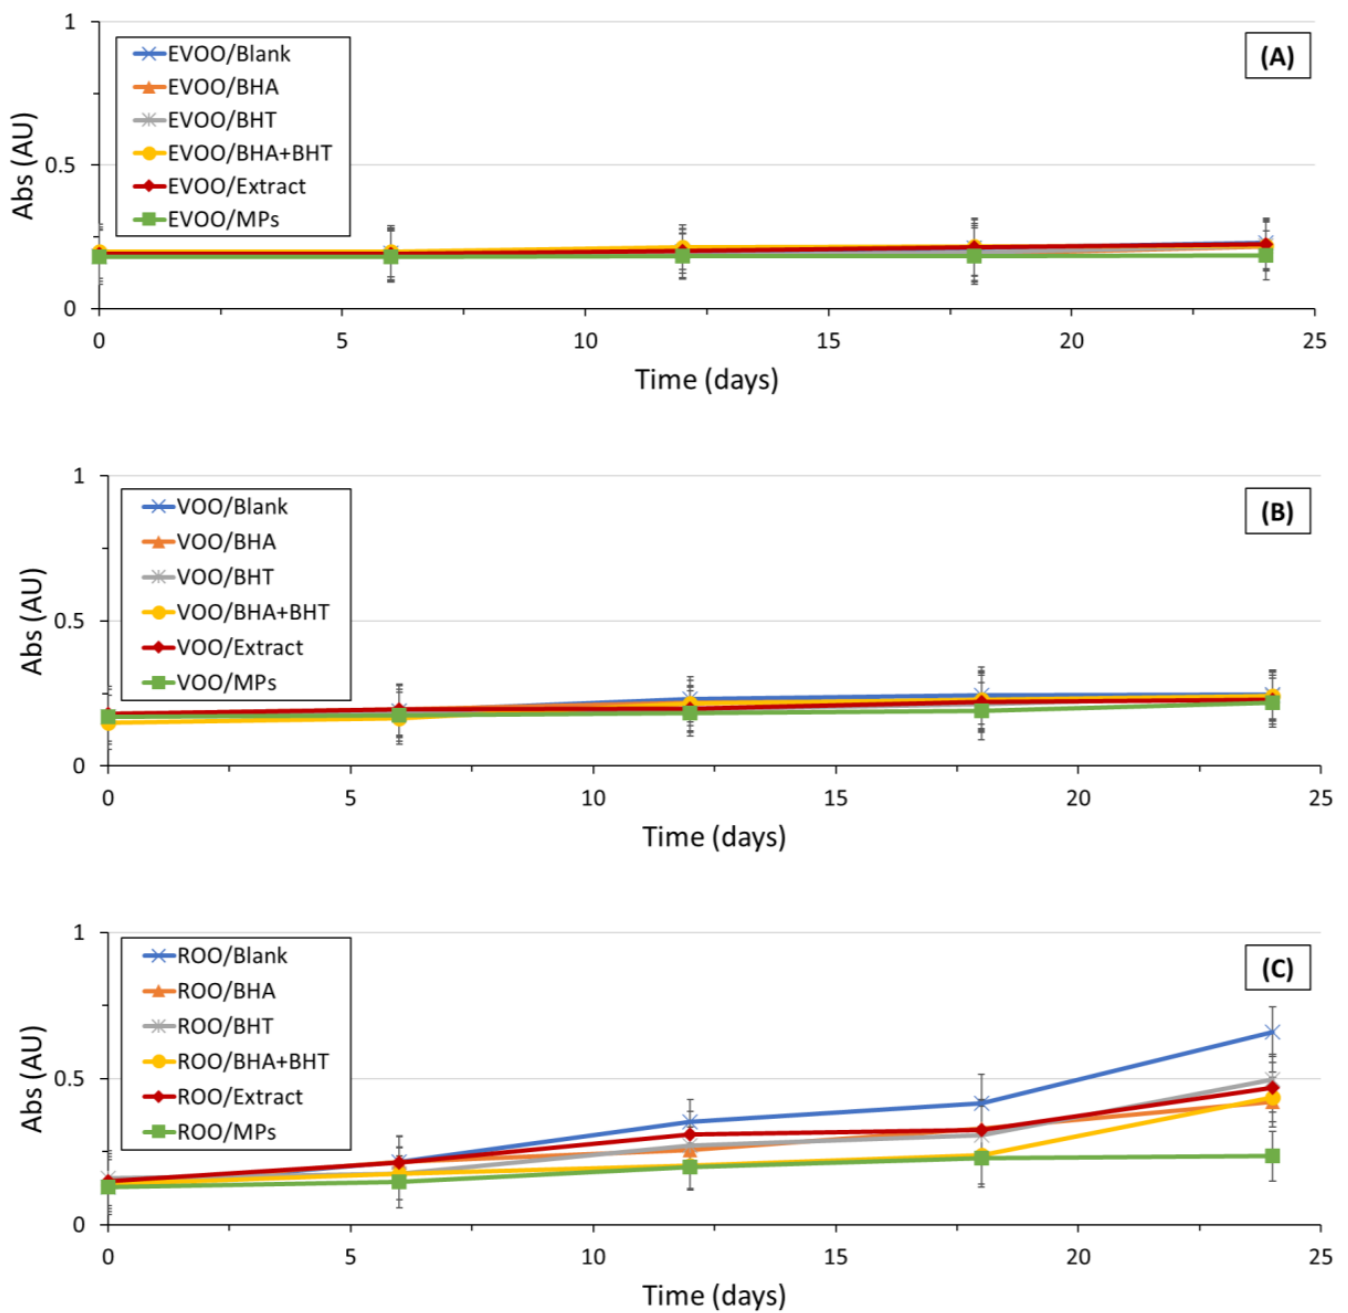 1
(A)
EVOO/Blank
EVOO/BHA
EVOO/BHT
EVOO/BHA+BHT
EVOO/Extract
EVOO/MPs
Abs (AU)
0.5
0
0 5 10 15 20 25
Time (days)
1
(B)
VOO/Blank
VOO/BHA
VOO/BHT
VOO/BHA+BHT
VOO/Extract
VOO/MPs
Abs (AU)
0.5
0
0 5 10 15 20 25
Time (days)
1
(C)
ROO/Blank
ROO/BHA
ROO/BHT
ROO/BHA+BHT
ROO/Extract
ROO/MPs
Abs (AU)
0.5
0
0 5 10 15 20 25
Time (days)